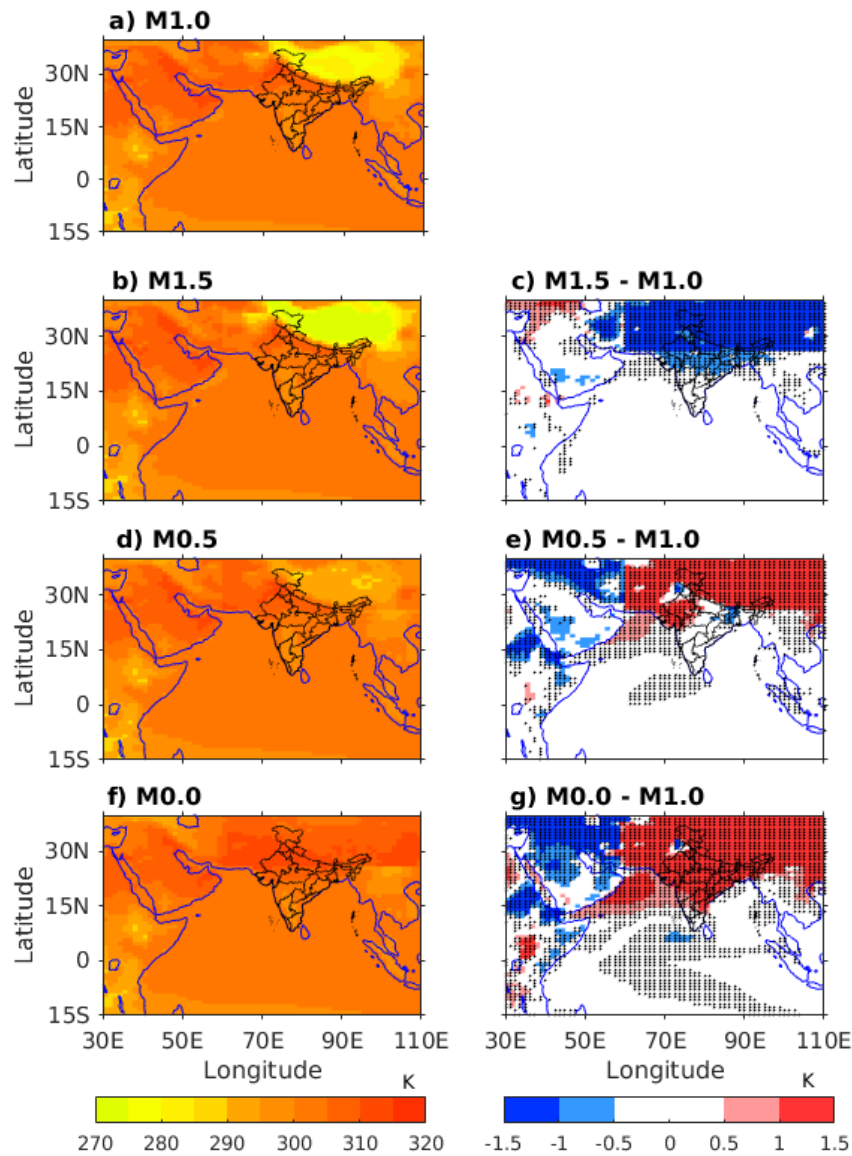 a) M1.0
30N
15N
0
15S
Latitude
b) M1.5
30N
15N
0
15S
Latitude
c) M1.5 - M1.0
d) M0.5
30N
15N
0
15S
Latitude
e) M0.5 - M1.0
f) M0.0
30N
15N
0
15S
Latitude
30E 50E 70E 90E 110E
Longitude
g) M0.0 - M1.0
30E 50E 70E 90E 110E
Longitude
K
270 280 290 300 310 320
K
-1.5 -1 -0.5 0 0.5 1 1.5